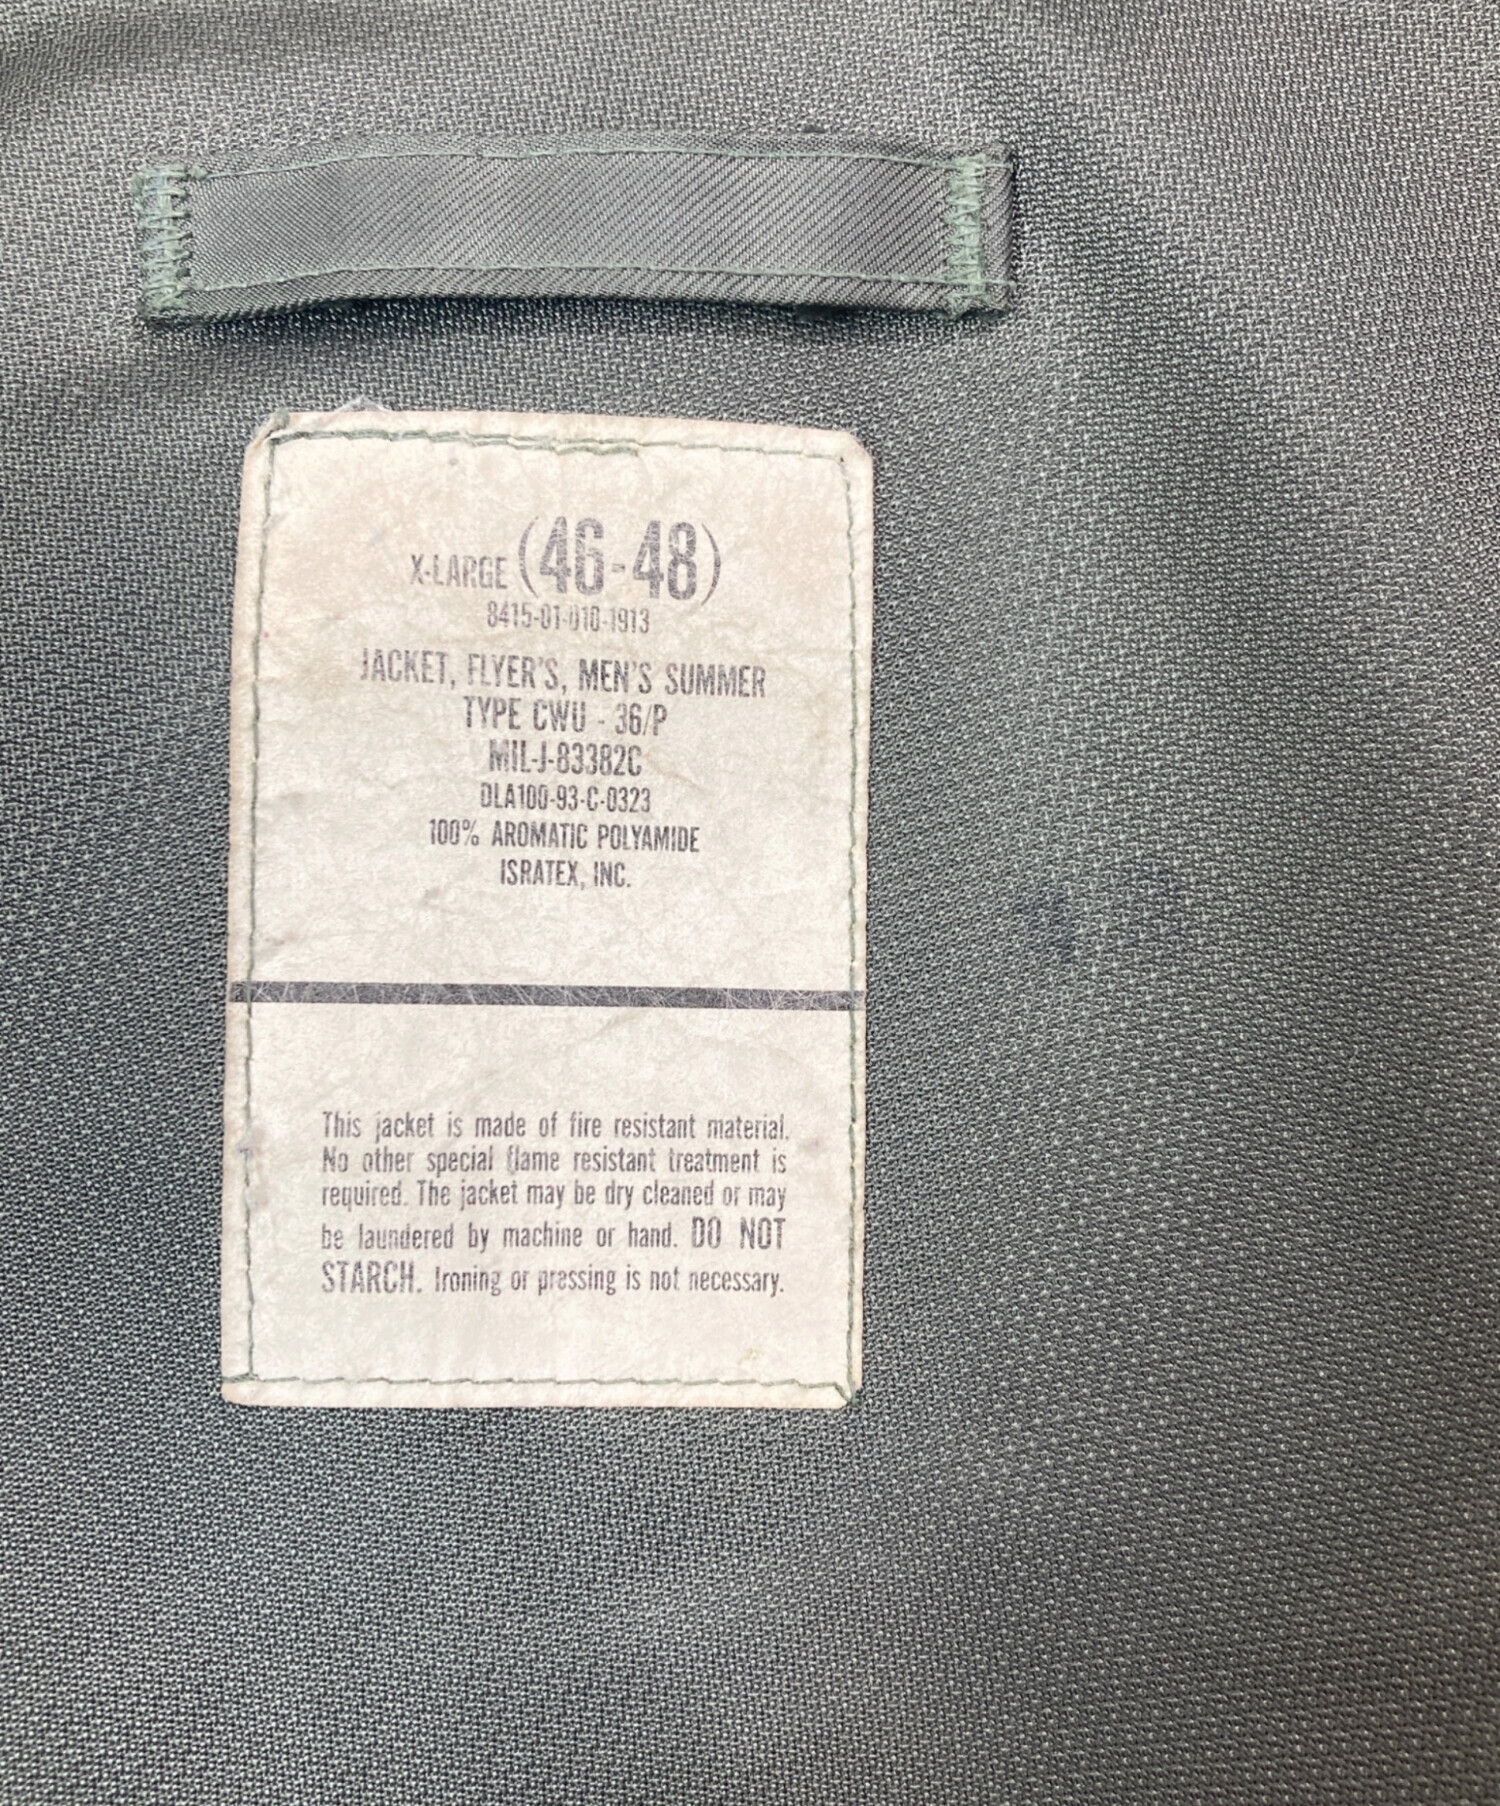 X-LARGE (46-48)
8415-01-010-1913
JACKET, FLYER'S, MEN'S SUMMER
TYPE CWU - 36/P
MIL-J-83382C
DLA100-93-C-0323
100% AROMATIC POLYAMIDE
ISRATEX, INC.
This jacket is made of fire resistant material.
No other special flame resistant treatment is
required. The jacket may be dry cleaned or may
be laundered by machine or hand. DO NOT
STARCH. Ironing or pressing is not necessary.